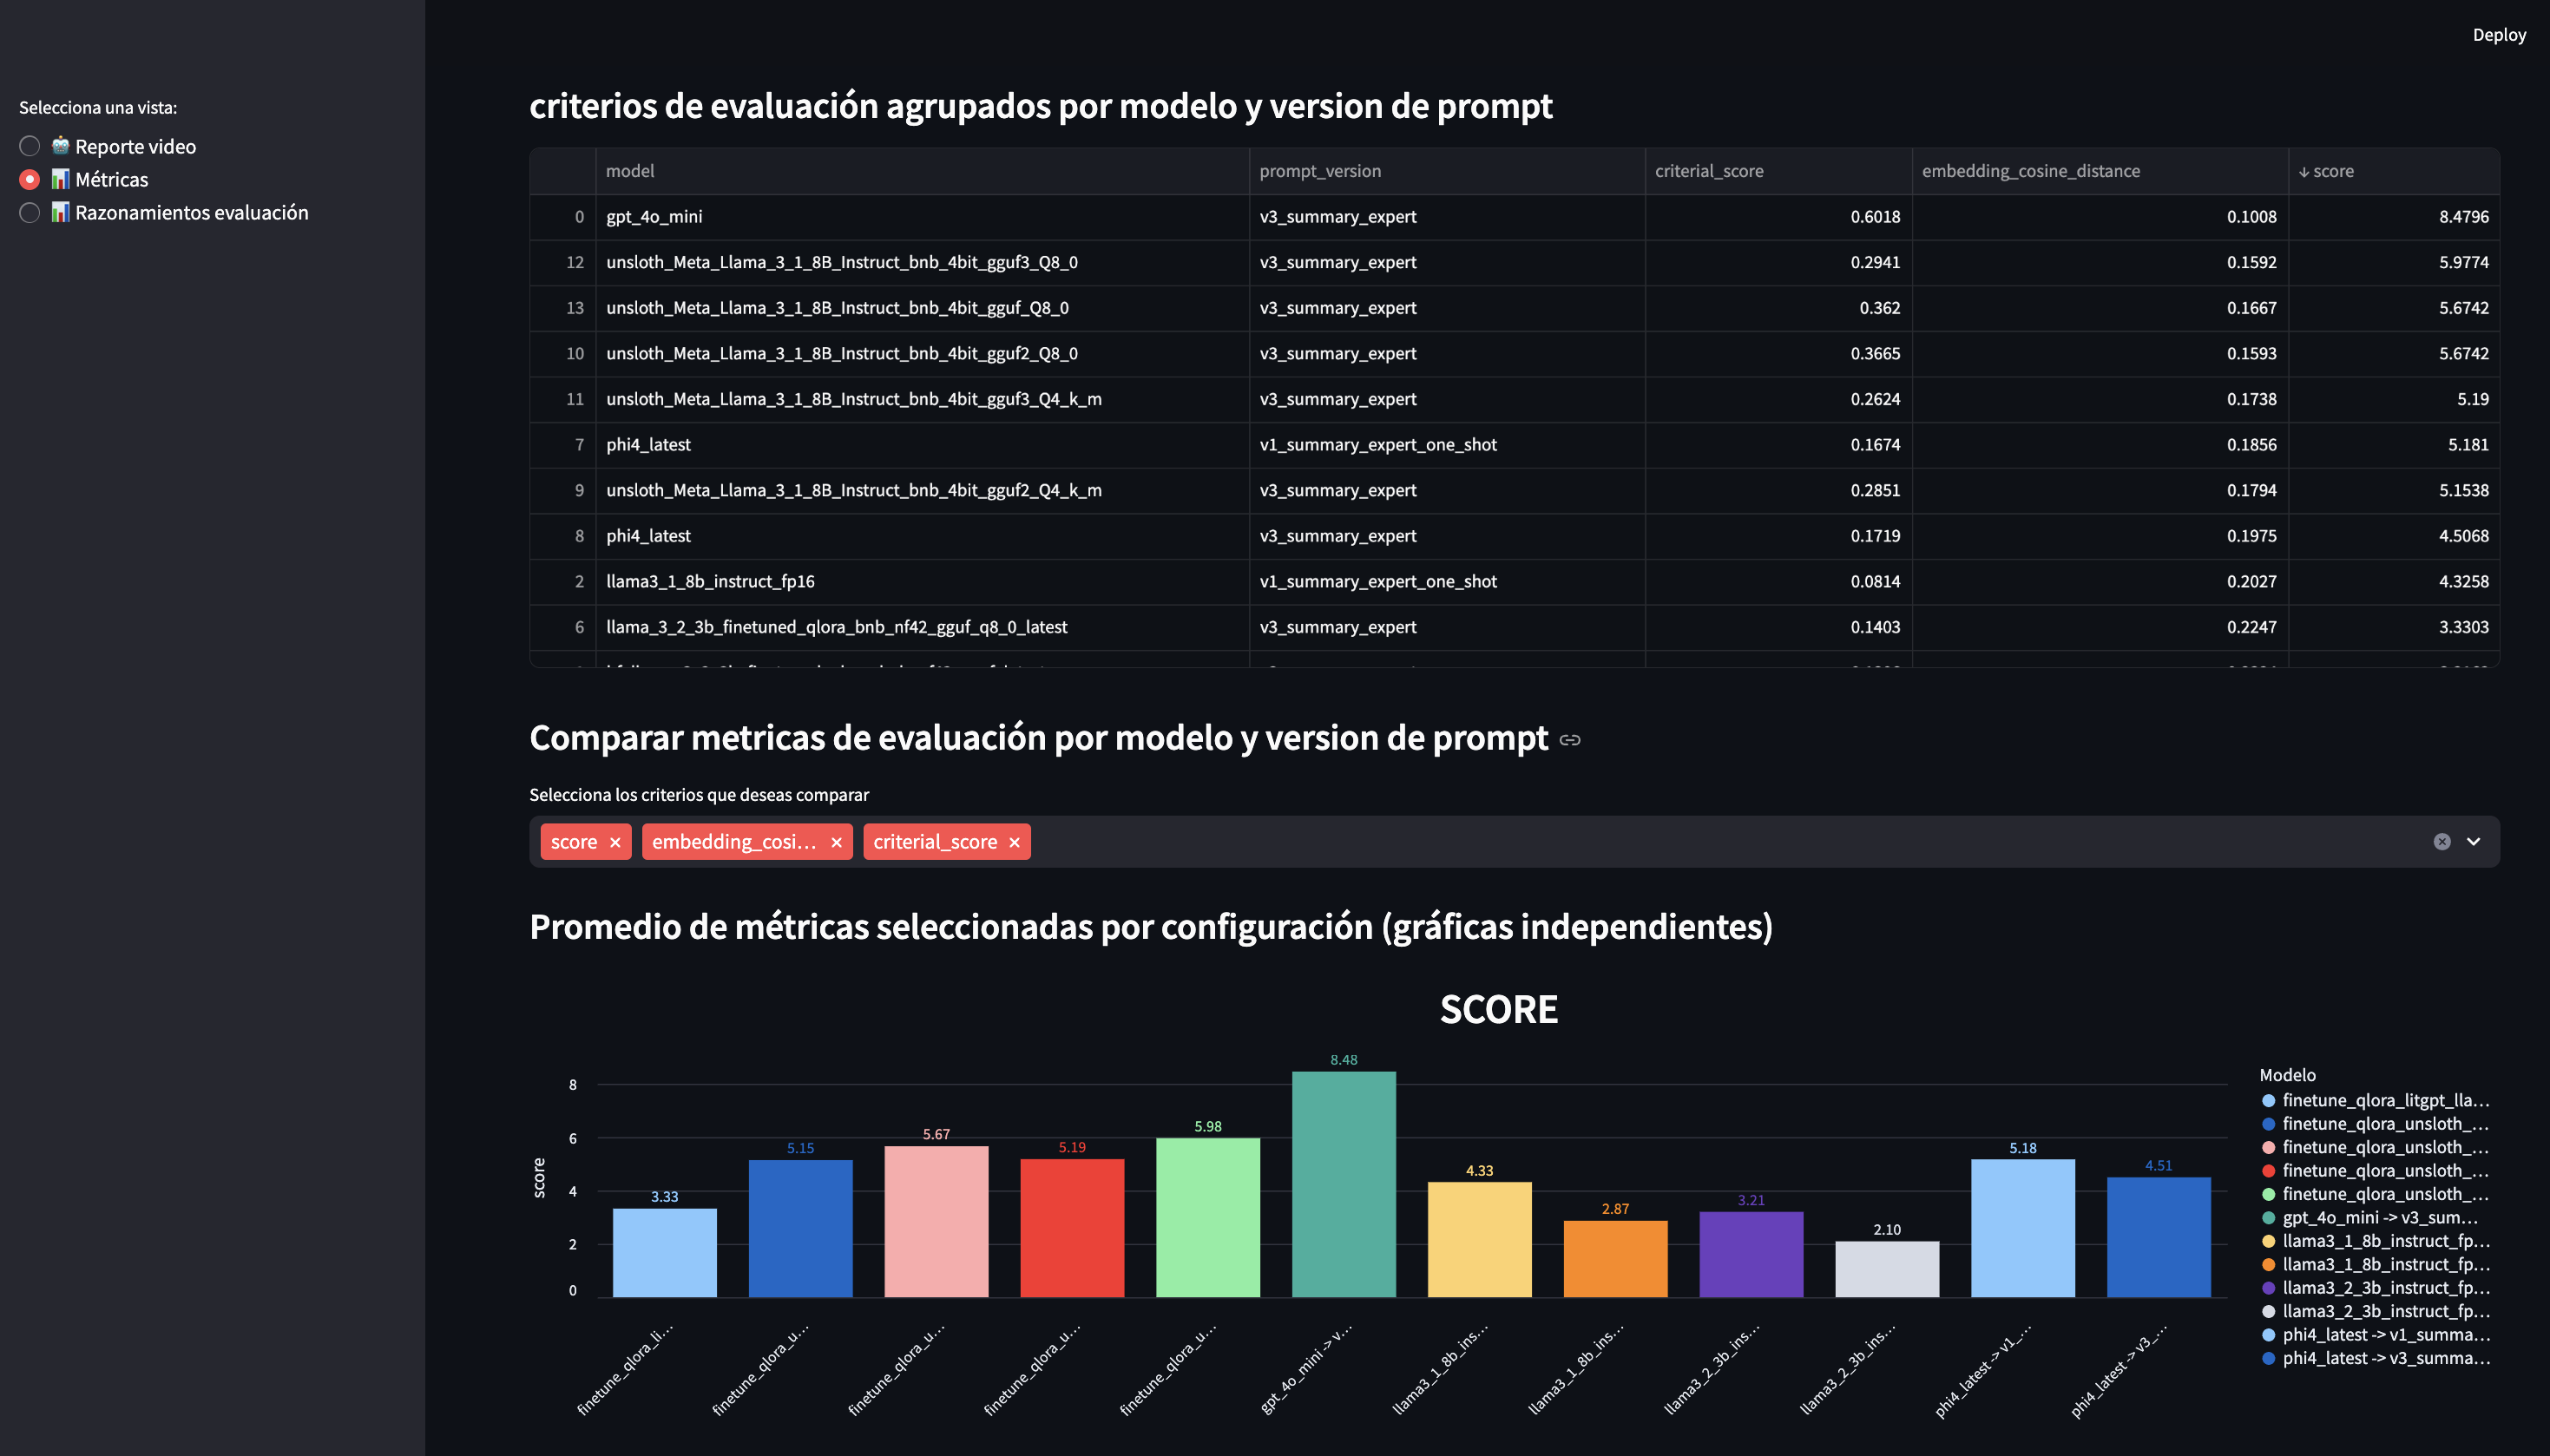 Deploy
Selecciona una vista:
🤖 Reporte video
📊 Métricas
📊 Razonamientos evaluación
criterios de evaluación agrupados por modelo y version de prompt
model prompt_version criterial_score embedding_cosine_distance ↓ score
0 gpt_4o_mini v3_summary_expert 0.6018 0.1008 8.4796
12 unsloth_Meta_Llama_3_1_8B_Instruct_bnb_4bit_gguf3_Q8_0 v3_summary_expert 0.2941 0.1592 5.9774
13 unsloth_Meta_Llama_3_1_8B_Instruct_bnb_4bit_gguf_Q8_0 v3_summary_expert 0.362 0.1667 5.6742
10 unsloth_Meta_Llama_3_1_8B_Instruct_bnb_4bit_gguf2_Q8_0 v3_summary_expert 0.3665 0.1593 5.6742
11 unsloth_Meta_Llama_3_1_8B_Instruct_bnb_4bit_gguf3_Q4_k_m v3_summary_expert 0.2624 0.1738 5.19
7 phi4_latest v1_summary_expert_one_shot 0.1674 0.1856 5.181
9 unsloth_Meta_Llama_3_1_8B_Instruct_bnb_4bit_gguf2_Q4_k_m v3_summary_expert 0.2851 0.1794 5.1538
8 phi4_latest v3_summary_expert 0.1719 0.1975 4.5068
2 llama3_1_8b_instruct_fp16 v1_summary_expert_one_shot 0.0814 0.2027 4.3258
6 llama_3_2_3b_finetuned_qlora_bnb_nf42_gguf_q8_0_latest v3_summary_expert 0.1403 0.2247 3.3303
Comparar metricas de evaluación por modelo y version de prompt
Selecciona los criterios que deseas comparar
score × embedding_cosi... × criterial_score ×
Promedio de métricas seleccionadas por configuración (gráficas independientes)
SCORE
score
8
6
4
2
0
3.33
5.15
5.67
5.19
5.98
8.48
4.33
2.87
3.21
2.10
5.18
4.51
finetune_qlora_li...
finetune_qlora_u...
finetune_qlora_u...
finetune_qlora_u...
finetune_qlora_u...
gpt_4o_mini -> v...
llama3_1_8b_ins...
llama3_1_8b_ins...
llama3_2_3b_ins...
llama3_2_3b_ins...
phi4_latest -> v1_...
phi4_latest -> v3_...
Modelo
finetune_qlora_litgpt_lla...
finetune_qlora_unsloth_...
finetune_qlora_unsloth_...
finetune_qlora_unsloth_...
finetune_qlora_unsloth_...
gpt_4o_mini -> v3_sum...
llama3_1_8b_instruct_fp...
llama3_1_8b_instruct_fp...
llama3_2_3b_instruct_fp...
llama3_2_3b_instruct_fp...
phi4_latest -> v1_summa...
phi4_latest -> v3_summa...